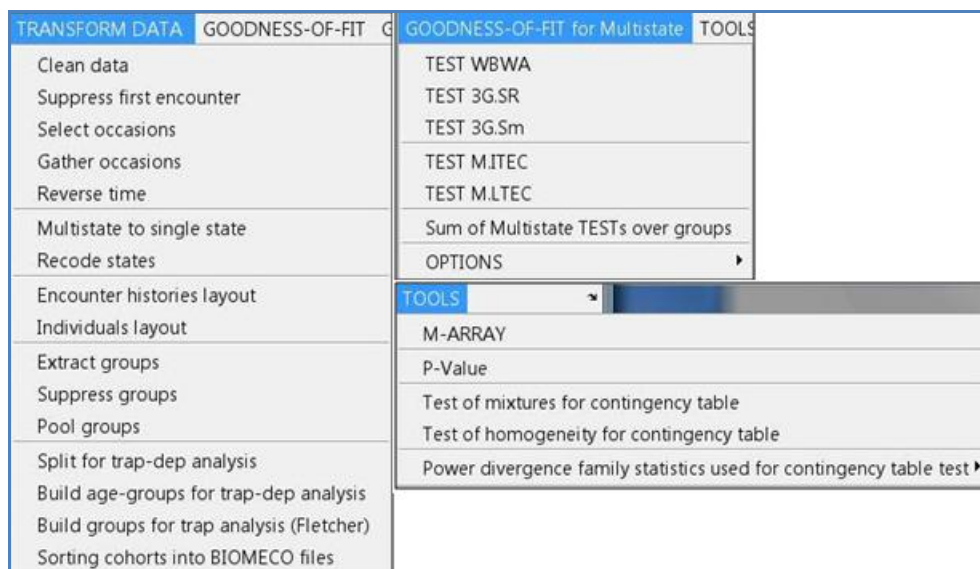 TRANSFORM DATA GOODNESS-OF-FIT G
Clean data
Suppress first encounter
Select occasions
Gather occasions
Reverse time
Multistate to single state
Recode states
Encounter histories layout
Individuals layout
Extract groups
Suppress groups
Pool groups
Split for trap-dep analysis
Build age-groups for trap-dep analysis
Build groups for trap analysis (Fletcher)
Sorting cohorts into BIOMECO files
GOODNESS-OF-FIT for Multistate TOOLS
TEST WBWA
TEST 3G.SR
TEST 3G.Sm
TEST M.ITEC
TEST M.LTEC
Sum of Multistate TESTs over groups
OPTIONS
TOOLS
M-ARRAY
P-Value
Test of mixtures for contingency table
Test of homogeneity for contingency table
Power divergence family statistics used for contingency table test